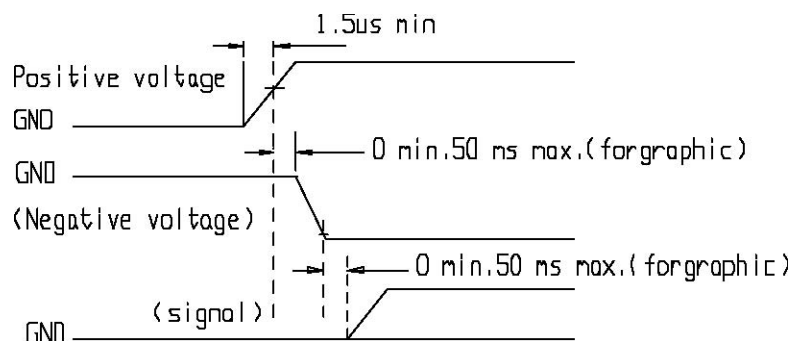 1.5us min
Positive voltage
GND
0 min.50 ms max.(forgraphic)
GND
(Negative voltage)
0 min.50 ms max.(forgraphic)
(signal)
GND